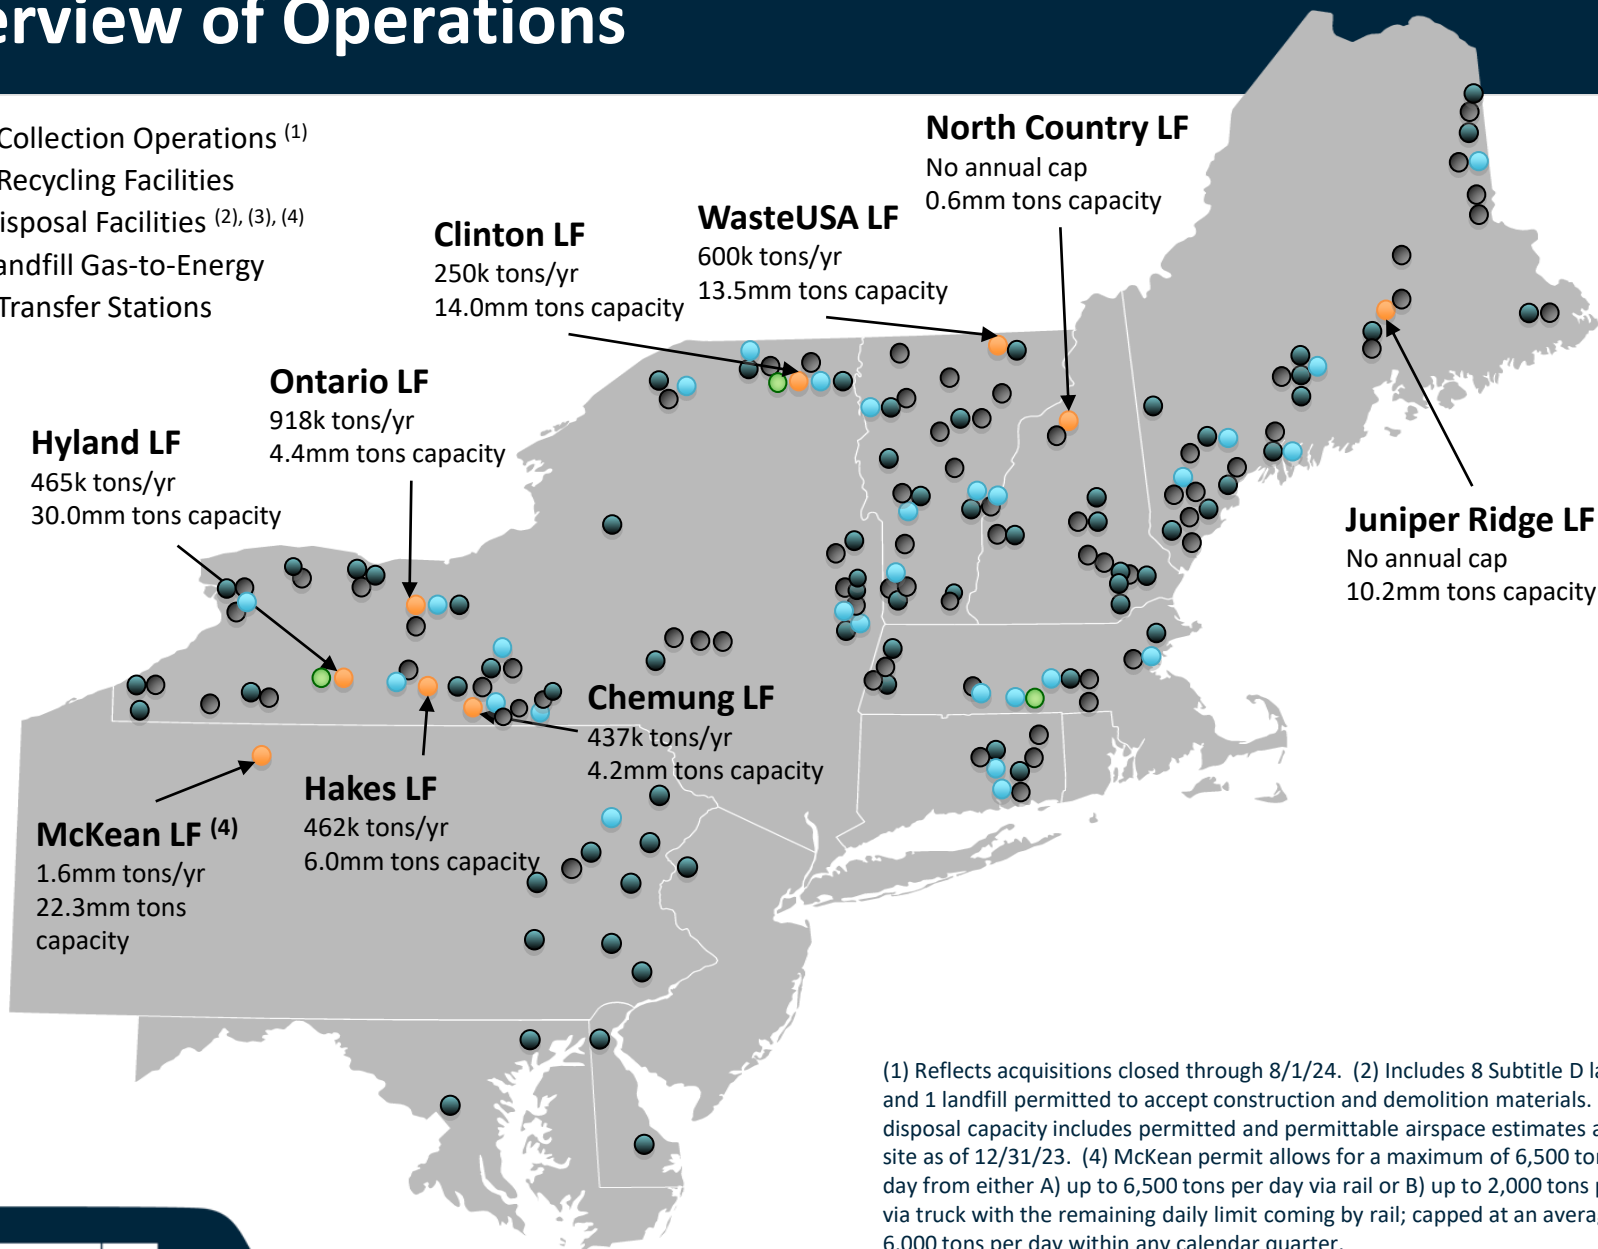 Overview of Operations
Collection Operations (1)
Recycling Facilities
Disposal Facilities (2), (3), (4)
Landfill Gas-to-Energy
Transfer Stations
North Country LF
No annual cap
0.6mm tons capacity
WasteUSA LF
600k tons/yr
13.5mm tons capacity
Clinton LF
250k tons/yr
14.0mm tons capacity
Ontario LF
918k tons/yr
4.4mm tons capacity
Hyland LF
465k tons/yr
30.0mm tons capacity
Juniper Ridge LF
No annual cap
10.2mm tons capacity
Chemung LF
437k tons/yr
4.2mm tons capacity
Hakes LF
462k tons/yr
6.0mm tons capacity
McKean LF (4)
1.6mm tons/yr
22.3mm tons
capacity
(1) Reflects acquisitions closed through 8/1/24. (2) Includes 8 Subtitle D
and 1 landfill permitted to accept construction and demolition materials.
disposal capacity includes permitted and permittable airspace estimates
site as of 12/31/23. (4) McKean permit allows for a maximum of 6,500
day from either A) up to 6,500 tons per day via rail or B) up to 2,000 tons
via truck with the remaining daily limit coming by rail; capped at an
6,000 tons per day within any calendar quarter.